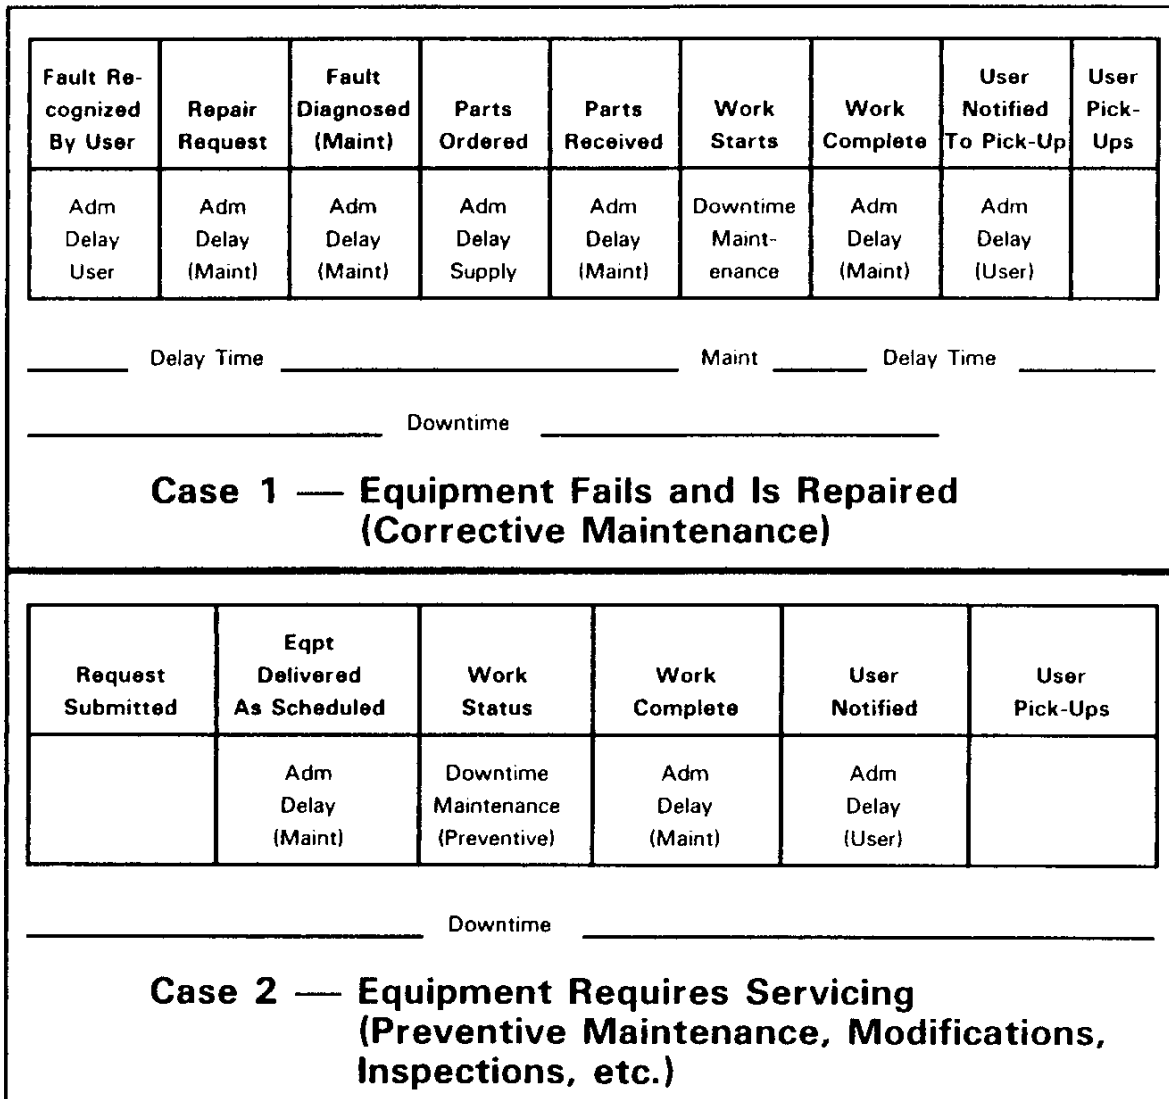 Fault Re-
cognized
By User
Repair
Request
Fault
Diagnosed
(Maint)
Parts
Ordered
Parts
Received
Work
Starts
Work
Complete
User
Notified
To Pick-Up
User
Pick-
Ups
Adm
Delay
User
Adm
Delay
(Maint)
Adm
Delay
(Maint)
Adm
Delay
Supply
Adm
Delay
(Maint)
Downtime
Maint-
enance
Adm
Delay
(Maint)
Adm
Delay
(User)
Delay Time Maint Delay Time
Downtime
Case 1 — Equipment Fails and Is Repaired
(Corrective Maintenance)
Request
Submitted
Eqpt
Delivered
As Scheduled
Work
Status
Work
Complete
User
Notified
User
Pick-Ups
Adm
Delay
(Maint)
Downtime
Maintenance
(Preventive)
Adm
Delay
(Maint)
Adm
Delay
(User)
Downtime
Case 2 — Equipment Requires Servicing
(Preventive Maintenance, Modifications,
Inspections, etc.)